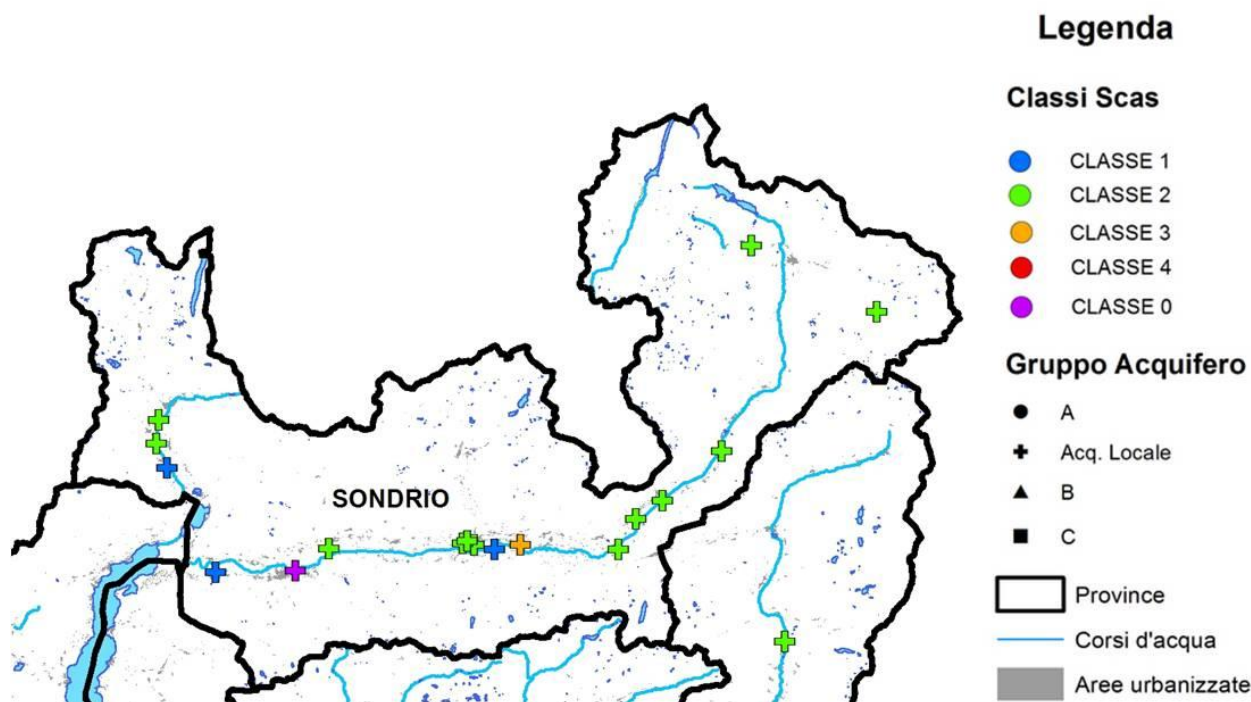 Legenda
Classi Scas
CLASSE 1
CLASSE 2
CLASSE 3
CLASSE 4
CLASSE 0
Gruppo Acquifero
A
Acq. Locale
B
C
Province
Corsi d'acqua
Aree urbanizzate
SONDRIO